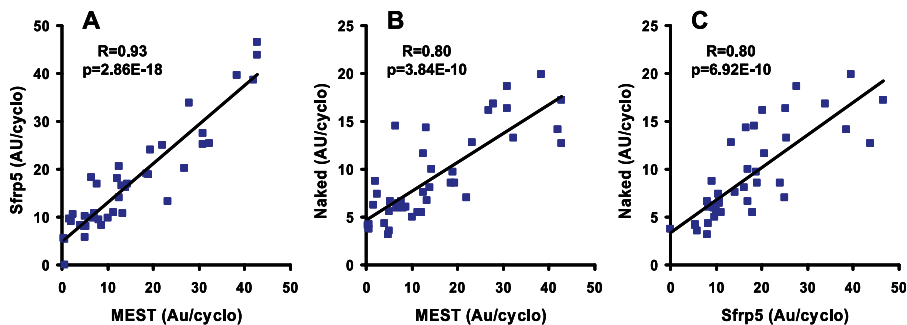 A
R=0.93
p=2.86E-18
50
40
30
20
10
0
Sfrp5 (AU/cyclo)
0 10 20 30 40 50
MEST (Au/cyclo)
B
R=0.80
p=3.84E-10
25
20
15
10
5
0
Naked (AU/cyclo)
0 10 20 30 40 50
MEST (Au/cyclo)
C
R=0.80
p=6.92E-10
25
20
15
10
5
0
Naked (AU/cyclo)
0 10 20 30 40 50
Sfrp5 (Au/cyclo)